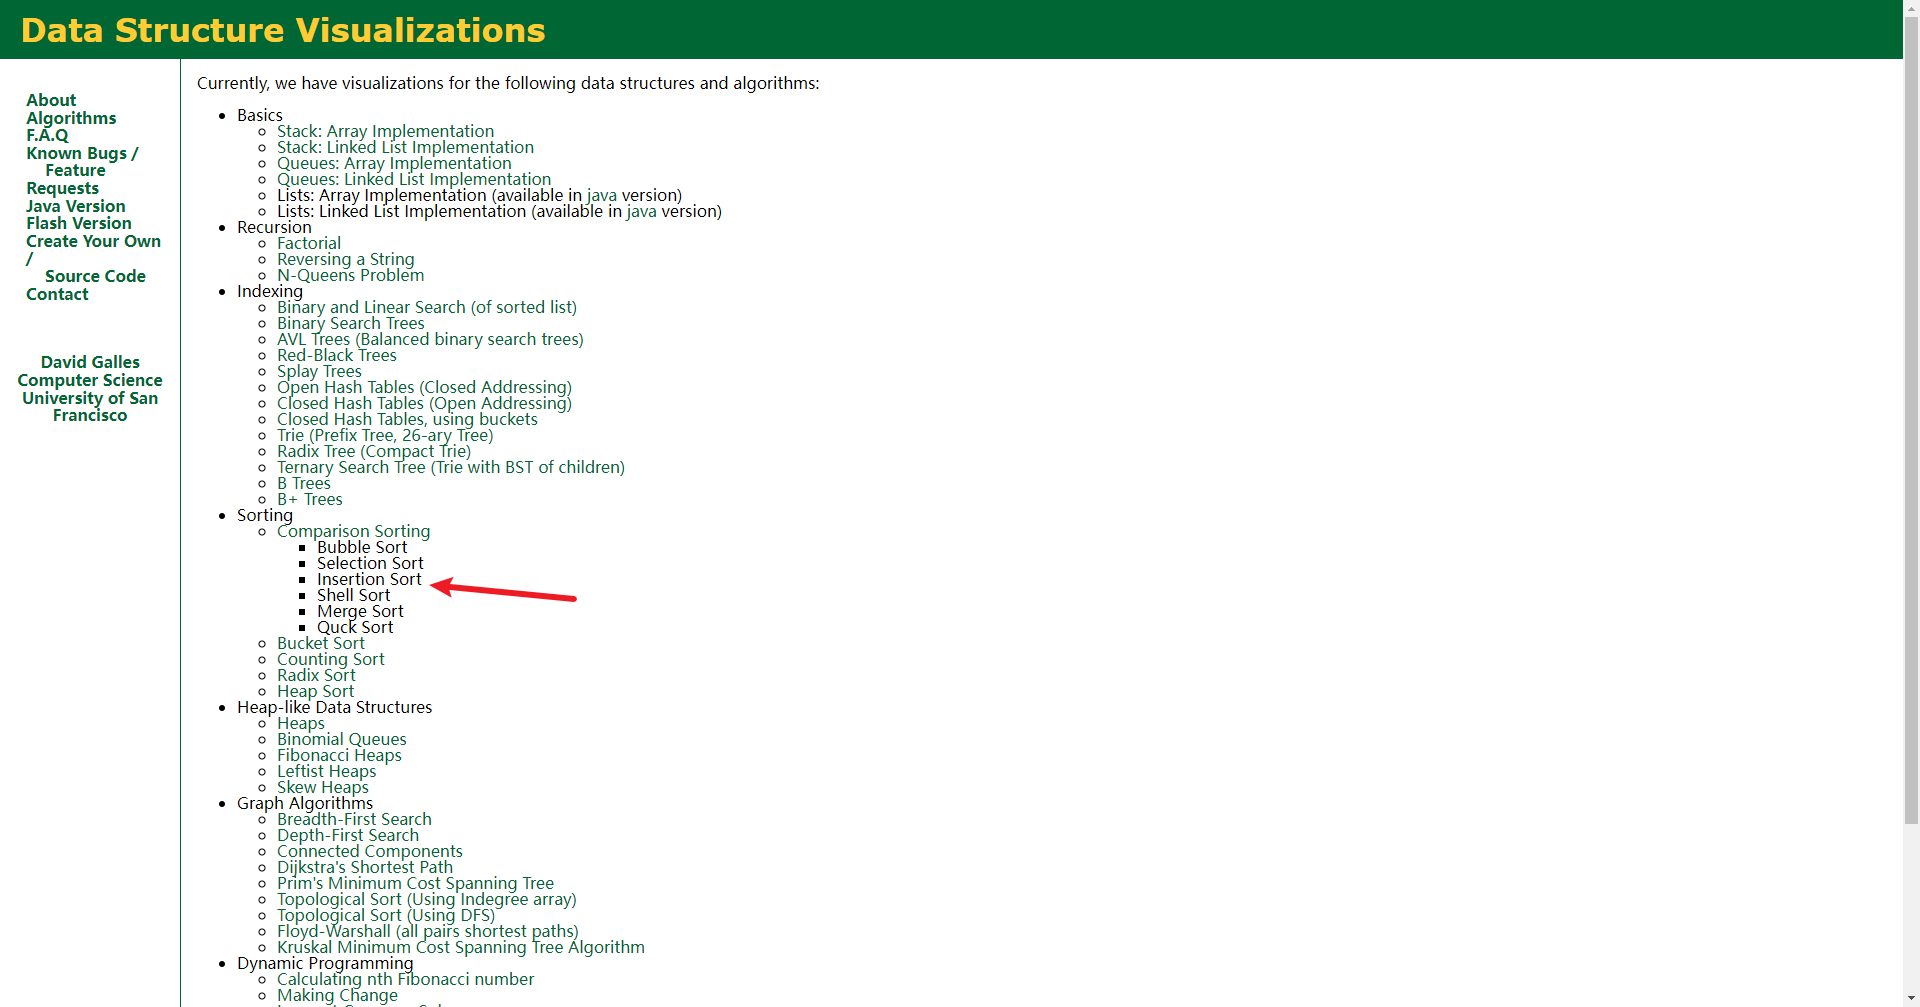 Data Structure Visualizations
About
Algorithms
F.A.Q
Known Bugs /
Feature
Requests
Java Version
Flash Version
Create Your Own
/
Source Code
Contact
David Galles
Computer Science
University of San
Francisco
Currently, we have visualizations for the following data structures and algorithms:
Basics
Stack: Array Implementation
Stack: Linked List Implementation
Queues: Array Implementation
Queues: Linked List Implementation
Lists: Array Implementation (available in java version)
Lists: Linked List Implementation (available in java version)
Recursion
Factorial
Reversing a String
N-Queens Problem
Indexing
Binary and Linear Search (of sorted list)
Binary Search Trees
AVL Trees (Balanced binary search trees)
Red-Black Trees
Splay Trees
Open Hash Tables (Closed Addressing)
Closed Hash Tables (Open Addressing)
Closed Hash Tables, using buckets
Trie (Prefix Tree, 26-ary Tree)
Radix Tree (Compact Trie)
Ternary Search Tree (Trie with BST of children)
B Trees
B+ Trees
Sorting
Comparison Sorting
Bubble Sort
Selection Sort
Insertion Sort
Shell Sort
Merge Sort
Quck Sort
Bucket Sort
Counting Sort
Radix Sort
Heap Sort
Heap-like Data Structures
Heaps
Binomial Queues
Fibonacci Heaps
Leftist Heaps
Skew Heaps
Graph Algorithms
Breadth-First Search
Depth-First Search
Connected Components
Dijkstra's Shortest Path
Prim's Minimum Cost Spanning Tree
Topological Sort (Using Indegree array)
Topological Sort (Using DFS)
Floyd-Warshall (all pairs shortest paths)
Kruskal Minimum Cost Spanning Tree Algorithm
Dynamic Programming
Calculating nth Fibonacci number
Making Change